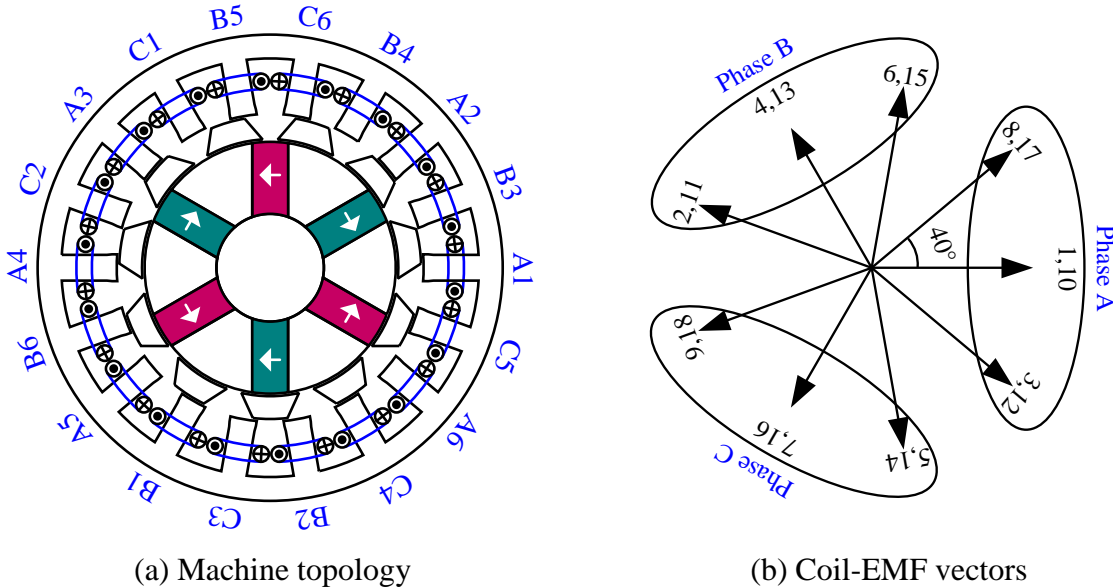 B5
C6
C1
B4
A3
A2
C2
B3
A4
A1
B6
C5
A5
A6
B1
C4
C3
B2
(a) Machine topology
Phase B
4,13
6,15
8,17
2,11
40°
1,10
Phase A
9,18
3,12
7,16
5,14
Phase C
(b) Coil-EMF vectors